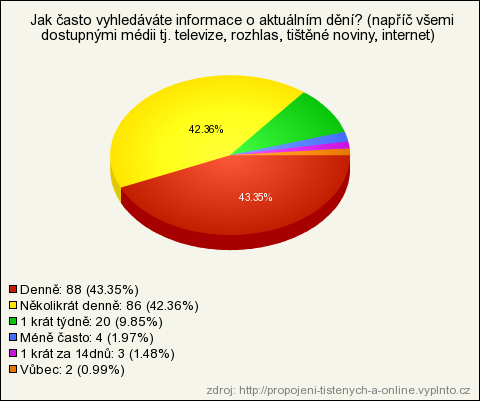 Jak často vyhledáváte informace o aktuálním dění? (napříč všemi
dostupnými médii tj. televize, rozhlas, tištěné noviny, internet)
42.36%
43.35%
Denně: 88 (43.35%)
Několikrát denně: 86 (42.36%)
1 krát týdně: 20 (9.85%)
Méně často: 4 (1.97%)
1 krát za 14dnů: 3 (1.48%)
Vůbec: 2 (0.99%)
zdroj: http://propojeni-tistenych-a-online.vyplnto.cz